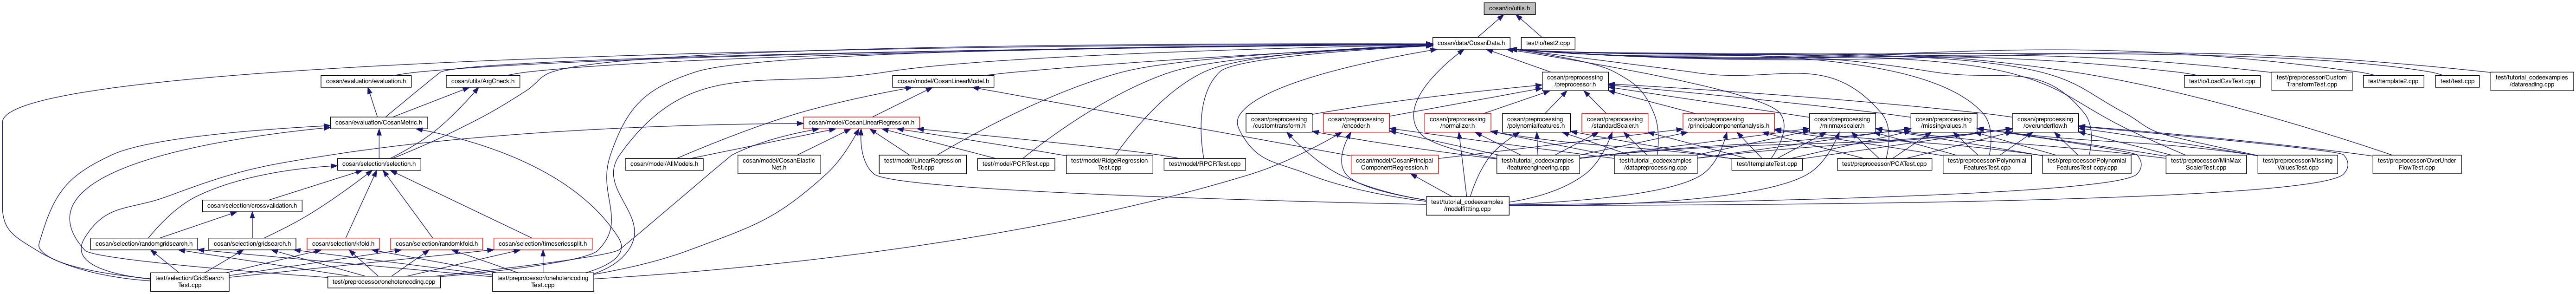 cosan/io/utils.h
cosan/data/CosanData.h
test/io/test2.cpp
cosan/evaluation/evaluation.h
cosan/utils/ArgCheck.h
cosan/model/CosanLinearModel.h
cosan/preprocessing
/preprocessor.h
test/io/LoadCsvTest.cpp
test/preprocessor/Custom
TransformTest.cpp
test/template2.cpp
test/test.cpp
test/tutorial_codeexamples
/datareading.cpp
cosan/evaluation/CosanMetric.h
cosan/model/CosanLinearRegression.h
cosan/preprocessing
/customtransform.h
cosan/preprocessing
/encoder.h
cosan/preprocessing
/normalizer.h
cosan/preprocessing
/polynomialfeatures.h
cosan/preprocessing
/standardScaler.h
cosan/preprocessing
/principalcomponentanalysis.h
cosan/preprocessing
/minmaxscaler.h
cosan/preprocessing
/missingvalues.h
cosan/preprocessing
/overunderflow.h
cosan/selection/selection.h
cosan/model/AllModels.h
cosan/model/CosanElastic
Net.h
test/model/LinearRegression
Test.cpp
test/model/PCRTest.cpp
test/model/RidgeRegression
Test.cpp
test/model/RPCRTest.cpp
cosan/model/CosanPrincipal
ComponentRegression.h
test/tutorial_codeexamples
/featureengineering.cpp
test/tutorial_codeexamples
/datapreprocessing.cpp
test/templateTest.cpp
test/preprocessor/PCATest.cpp
test/preprocessor/Polynomial
FeaturesTest.cpp
test/preprocessor/Polynomial
FeaturesTest copy.cpp
test/preprocessor/MinMax
ScalerTest.cpp
test/preprocessor/Missing
ValuesTest.cpp
test/preprocessor/OverUnder
FlowTest.cpp
cosan/selection/crossvalidation.h
test/tutorial_codeexamples
/modelfittting.cpp
cosan/selection/randomgridsearch.h
cosan/selection/gridsearch.h
cosan/selection/kfold.h
cosan/selection/randomkfold.h
cosan/selection/timeseriessplit.h
test/selection/GridSearch
Test.cpp
test/preprocessor/onehotencoding.cpp
test/preprocessor/onehotencoding
Test.cpp